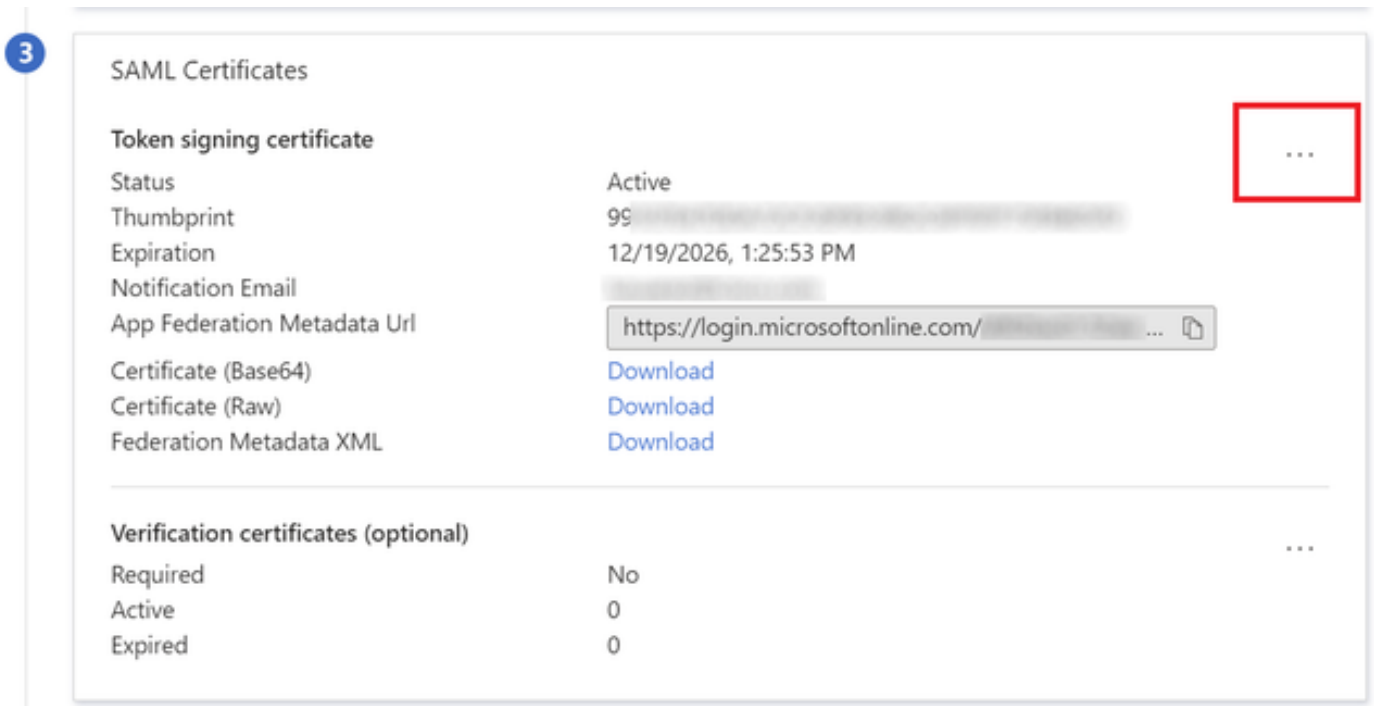 3
SAML Certificates
Token signing certificate
...
Status Active
Thumbprint 99
Expiration 12/19/2026, 1:25:53 PM
Notification Email
App Federation Metadata Url https://login.microsoftonline.com/ ...
Certificate (Base64) Download
Certificate (Raw) Download
Federation Metadata XML Download
Verification certificates (optional)
...
Required No
Active 0
Expired 0